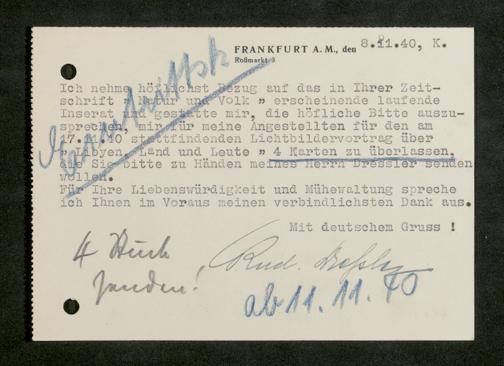 FRANKFURT A. M., den 8.11.40, K.
Roßmarkt
Ich nehme höflichst Bezug auf das in Ihrer Zeit-
schrift „ Natur und Volk " erscheinende laufende
Inserat und gestatte mir, die höfliche Bitte auszu-
sprechen, mir für meine Angestellten für den am
17.11.40 stattfindenden Lichtbildervortrag über
Libyen, Land und Leute " 4 Karten zu überlassen,
die Sie bitte zu Händen meines Herrn Dressler senden
wollen.
Für Ihre Liebenswürdigkeit und Mühewaltung spreche
ich Ihnen im Voraus meinen verbindlichsten Dank aus.
Mit deutschem Gruss !
4 Stück
senden!
Rud.
ab 11. 11. 40